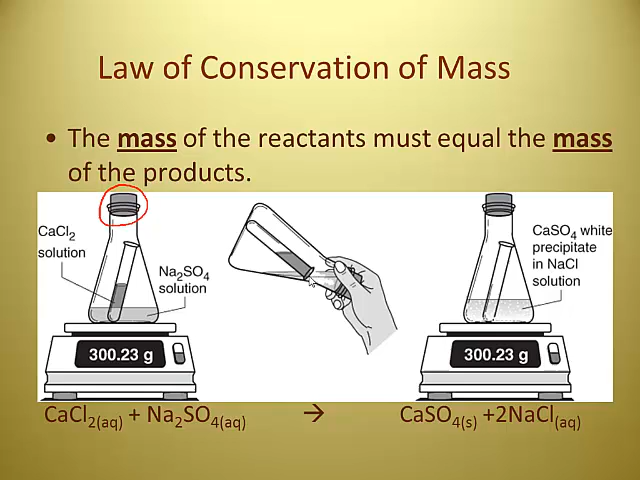 Law of Conservation of Mass
• The mass of the reactants must equal the mass
of the products.
CaCl₂
solution
Na₂SO₄
solution
300.23 g
CaSO₄ white
precipitate
in NaCl
solution
300.23 g
CaCl₂₍aq₎ + Na₂SO₄₍aq₎ → CaSO₄₍s₎ +2NaCl₍aq₎